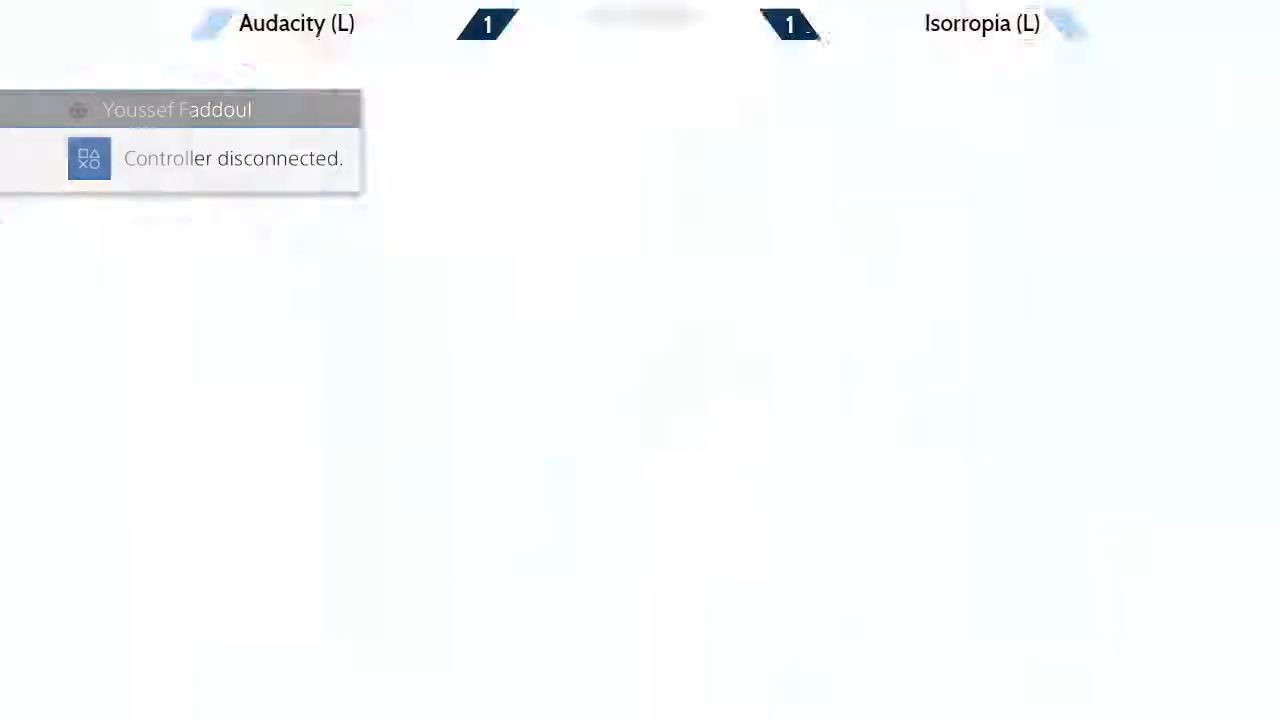 Audacity (L) 1 1 Isorropia (L)
Youssef Faddoul
Controller disconnected.